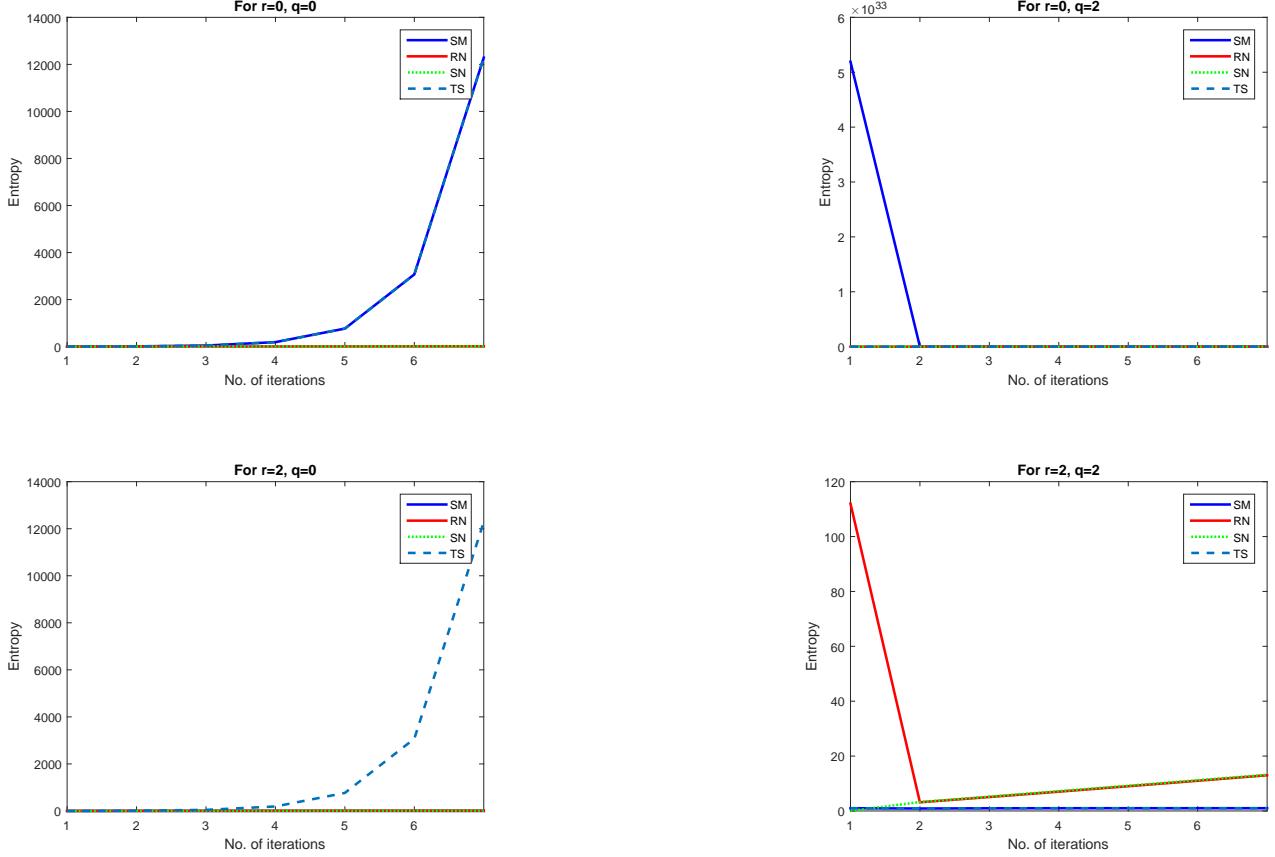 For r=0, q=0
14000
12000
10000
8000
6000
4000
2000
0
Entropy
1 2 3 4 5 6
No. of iterations
SM
RN
SN
TS
For r=0, q=2
×10^33
6
5
4
3
2
1
0
Entropy
1 2 3 4 5 6
No. of iterations
SM
RN
SN
TS
For r=2, q=0
14000
12000
10000
8000
6000
4000
2000
0
Entropy
1 2 3 4 5 6
No. of iterations
SM
RN
SN
TS
For r=2, q=2
120
100
80
60
40
20
0
Entropy
1 2 3 4 5 6 7
No. of iterations
SM
RN
SN
TS